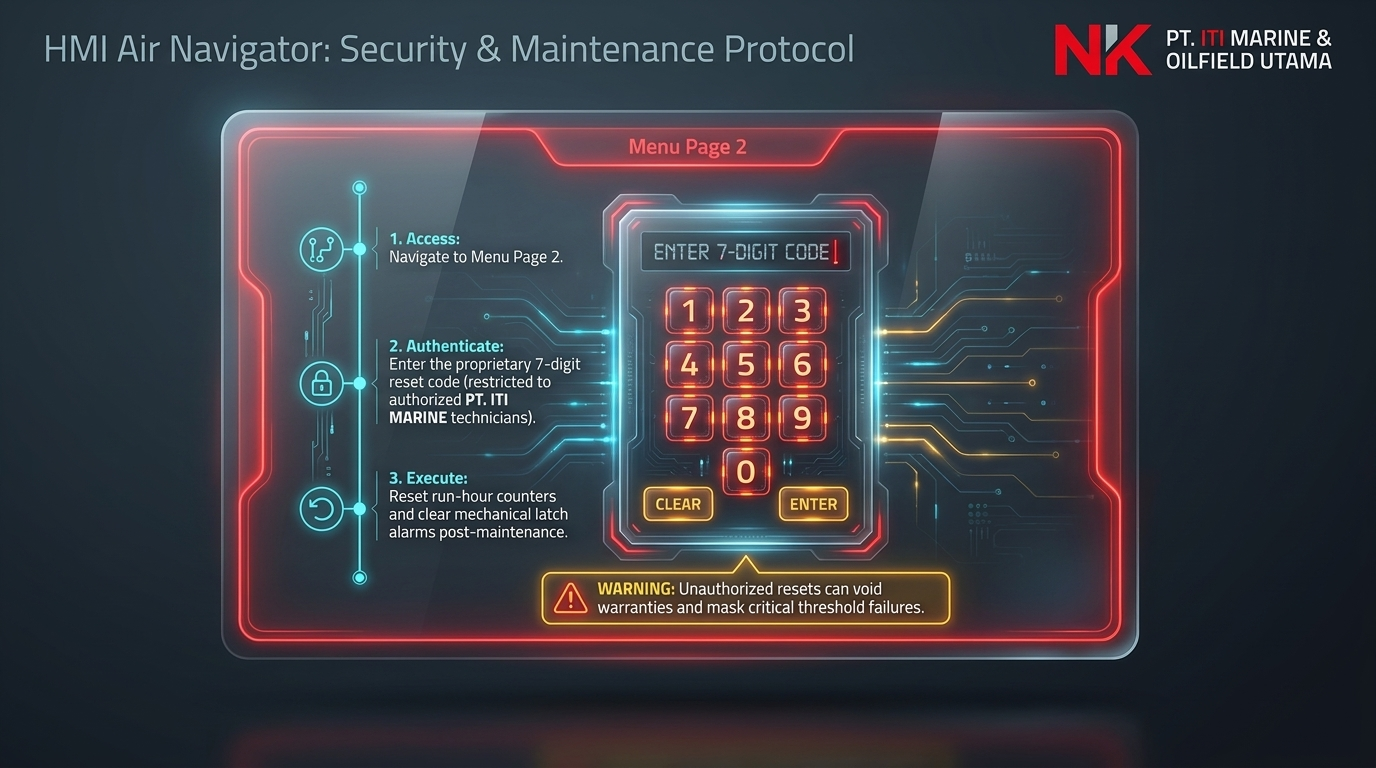 HMI Air Navigator: Security & Maintenance Protocol
NK
PT. ITI MARINE &
OILFIELD UTAMA
Menu Page 2
1. Access:
Navigate to Menu Page 2.
2. Authenticate:
Enter the proprietary 7-digit
reset code (restricted to
authorized PT. ITI
MARINE technicians).
3. Execute:
Reset run-hour counters
and clear mechanical latch
alarms post-maintenance.
ENTER 7-DIGIT CODE
1 2 3
4 5 6
7 8 9
0
CLEAR ENTER
WARNING: Unauthorized resets can void
warranties and mask critical threshold failures.